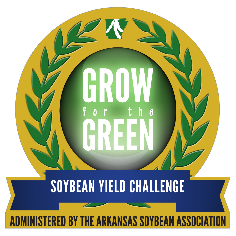 GROW
for the
GREEN
SOYBEAN YIELD CHALLENGE
ADMINISTERED BY THE ARKANSAS SOYBEAN ASSOCIATION